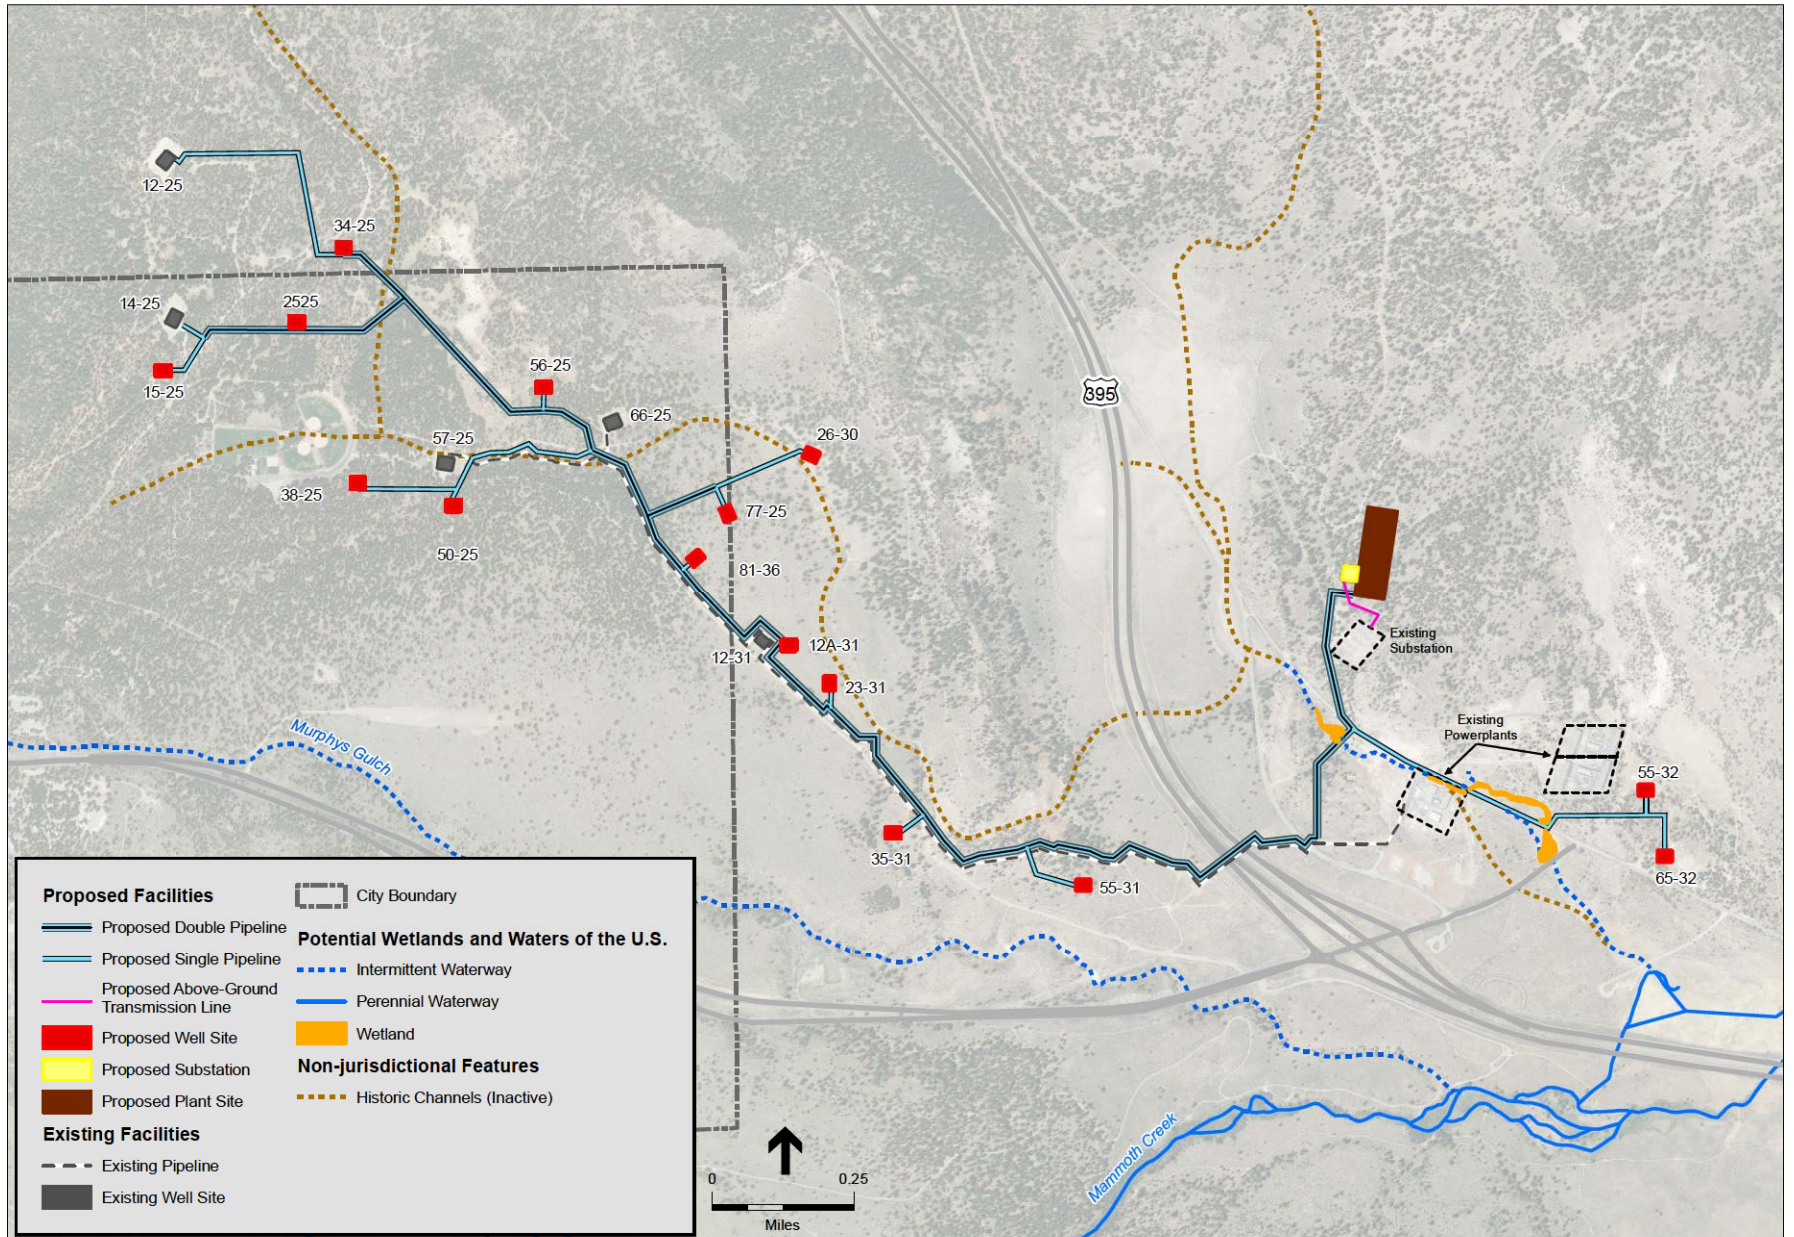 12-25
34-25
14-25
2525
15-25
56-25
66-25
57-25
26-30
395
38-25
77-25
50-25
81-36
12-31
12A-31
23-31
Existing
Substation
Murphys Gulch
Existing
Powerplants
55-32
35-31
55-31
65-32
Proposed Facilities
Proposed Double Pipeline
Proposed Single Pipeline
Proposed Above-Ground
Transmission Line
Proposed Well Site
Proposed Substation
Proposed Plant Site
Existing Facilities
Existing Pipeline
Existing Well Site
City Boundary
Potential Wetlands and Waters of the U.S.
Intermittent Waterway
Perennial Waterway
Wetland
Non-jurisdictional Features
Historic Channels (Inactive)
Mammoth Creek
0 0.25
Miles